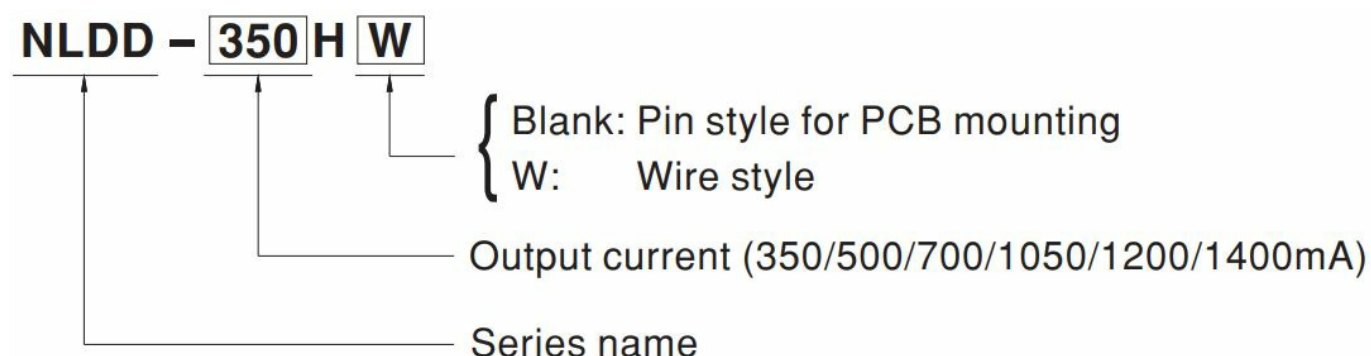 NLDD - 350 H W
Blank: Pin style for PCB mounting
W: Wire style
Output current (350/500/700/1050/1200/1400mA)
Series name